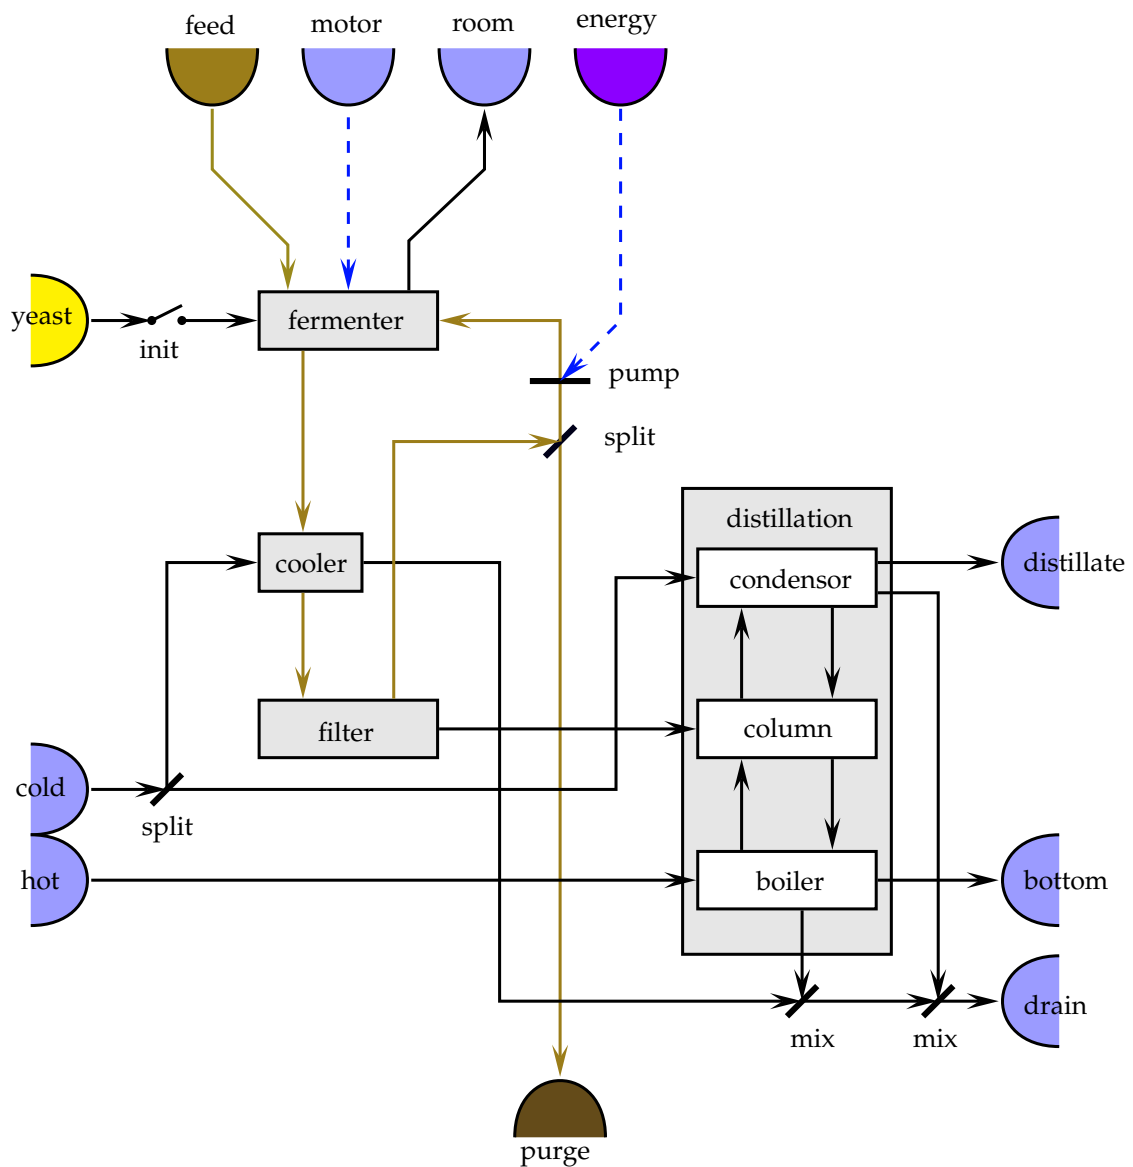 feed
motor
room
energy
yeast
init
fermenter
pump
split
distillation
cooler
condensor
distillate
filter
column
cold
split
hot
boiler
bottom
drain
mix
mix
purge